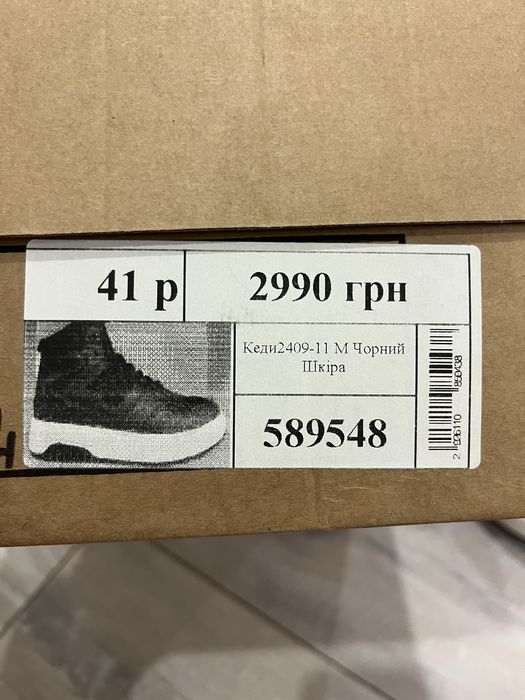 41 р
2990 грн
Кеди2409-11 М Чорний
Шкіра
589548